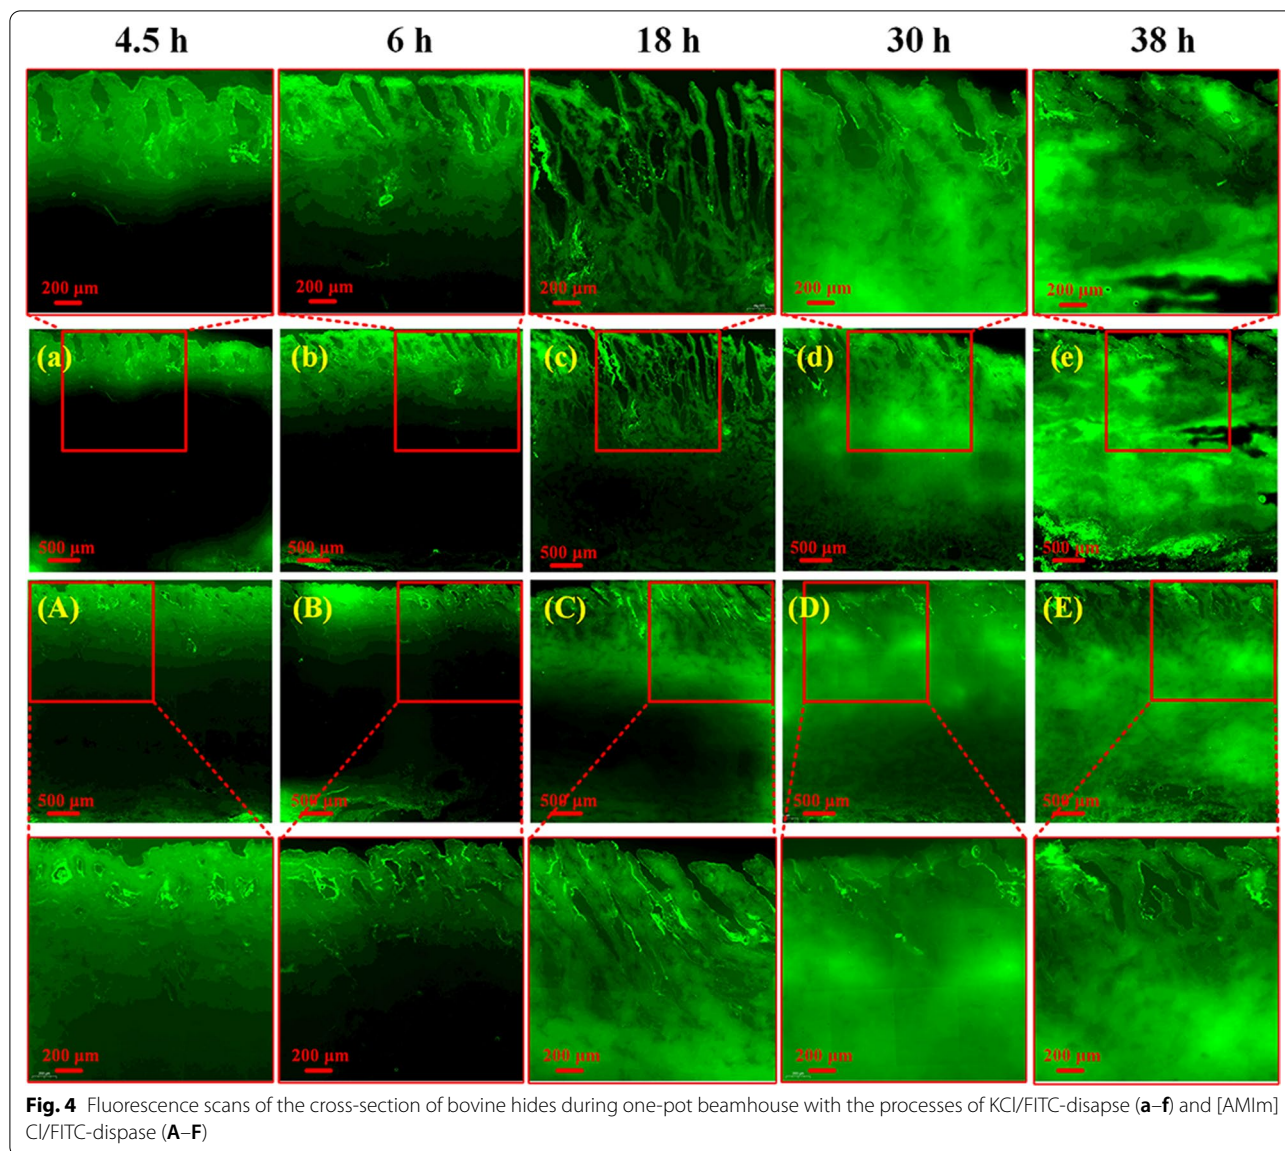 4.5 h 6 h 18 h 30 h 38 h
200 μm 200 μm 200 μm 200 μm 200 μm
(a) (b) (c) (d) (e)
500 μm 500 μm 500 μm 500 μm 500 μm
(A) (B) (C) (D) (E)
500 μm 500 μm 500 μm 500 μm 500 μm
200 μm 200 μm 200 μm 200 μm 200 μm
Fig. 4 Fluorescence scans of the cross-section of bovine hides during one-pot beamhouse with the processes of KCl/FITC-disapse (a–f) and [AMIm]
Cl/FITC-dispase (A–F)